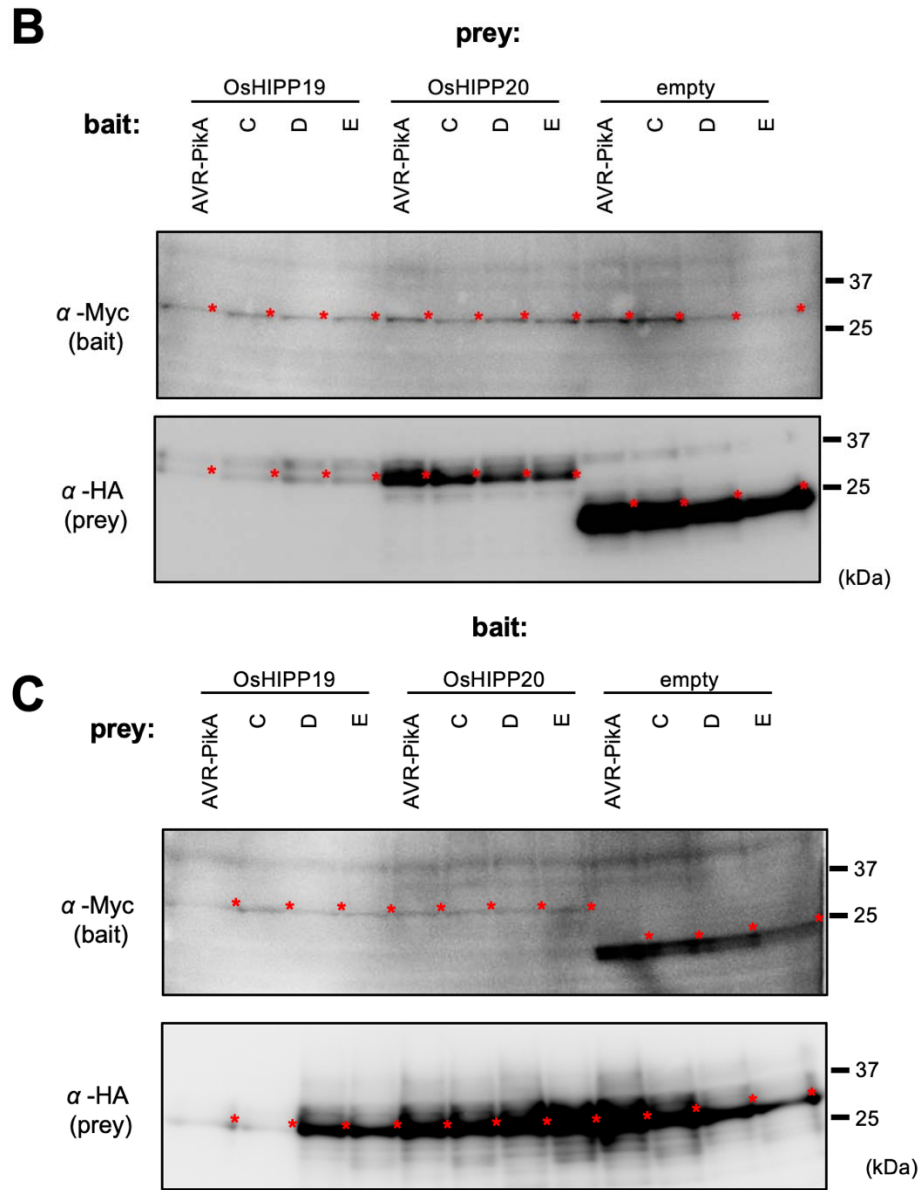 B
prey:
OsHIPP19 OsHIPP20 empty
bait: AVR-PikA C D E AVR-PikA C D E AVR-PikA C D E
α -Myc
(bait)
37
25
α -HA
(prey)
37
25
(kDa)
bait:
C
OsHIPP19 OsHIPP20 empty
prey: AVR-PikA C D E AVR-PikA C D E AVR-PikA C D E
α -Myc
(bait)
37
25
α -HA
(prey)
37
25
(kDa)